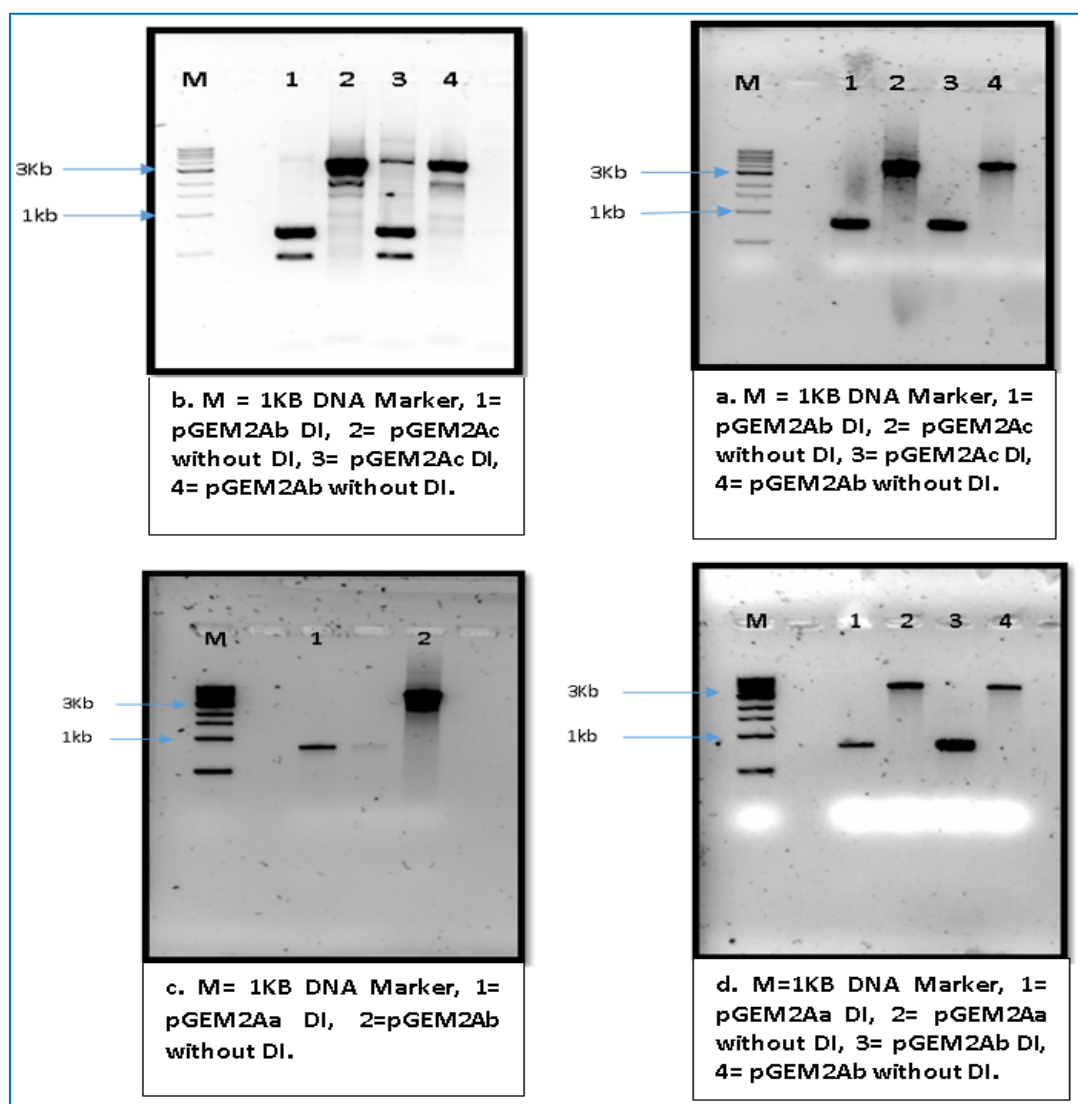 M 1 2 3 4
3Kb
1kb
b. M = 1KB DNA Marker, 1=
pGEM2Ab DI, 2= pGEM2Ac
without DI, 3= pGEM2Ac DI,
4= pGEM2Ab without DI.
M 1 2 3 4
3Kb
1kb
a. M = 1KB DNA Marker, 1=
pGEM2Ab DI, 2= pGEM2Ac
without DI, 3= pGEM2Ac DI,
4= pGEM2Ab without DI.
M 1 2
3Kb
1kb
c. M= 1KB DNA Marker, 1=
pGEM2Aa DI, 2=pGEM2Ab
without DI.
M 1 2 3 4
3Kb
1kb
d. M=1KB DNA Marker, 1=
pGEM2Aa DI, 2= pGEM2Aa
without DI, 3= pGEM2Ab DI,
4= pGEM2Ab without DI.